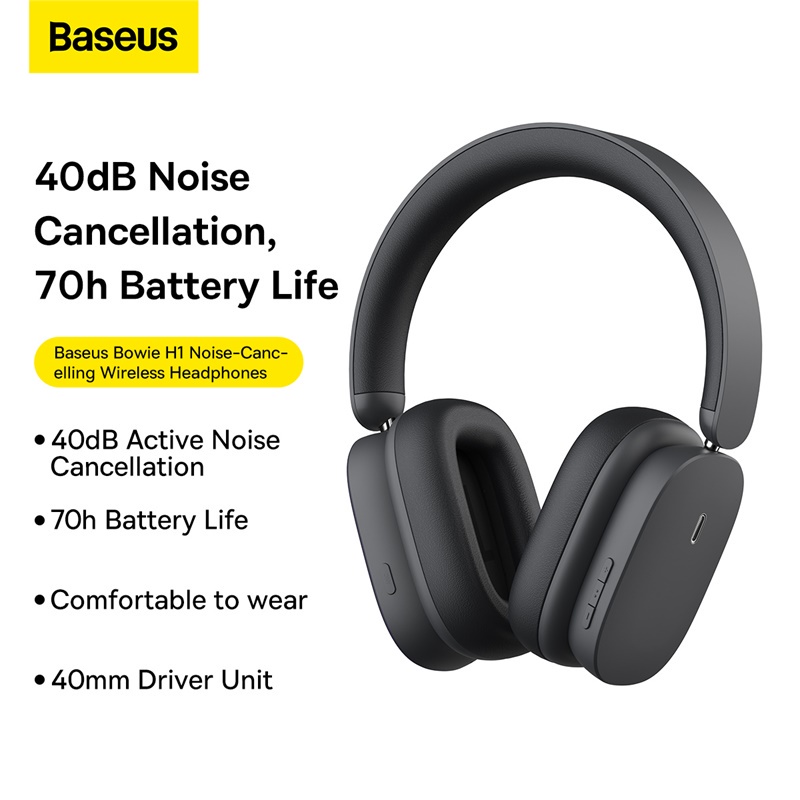 Baseus
40dB Noise
Cancellation,
70h Battery Life
Baseus Bowie H1 Noise-Canc-
elling Wireless Headphones
• 40dB Active Noise
Cancellation
• 70h Battery Life
• Comfortable to wear
• 40mm Driver Unit